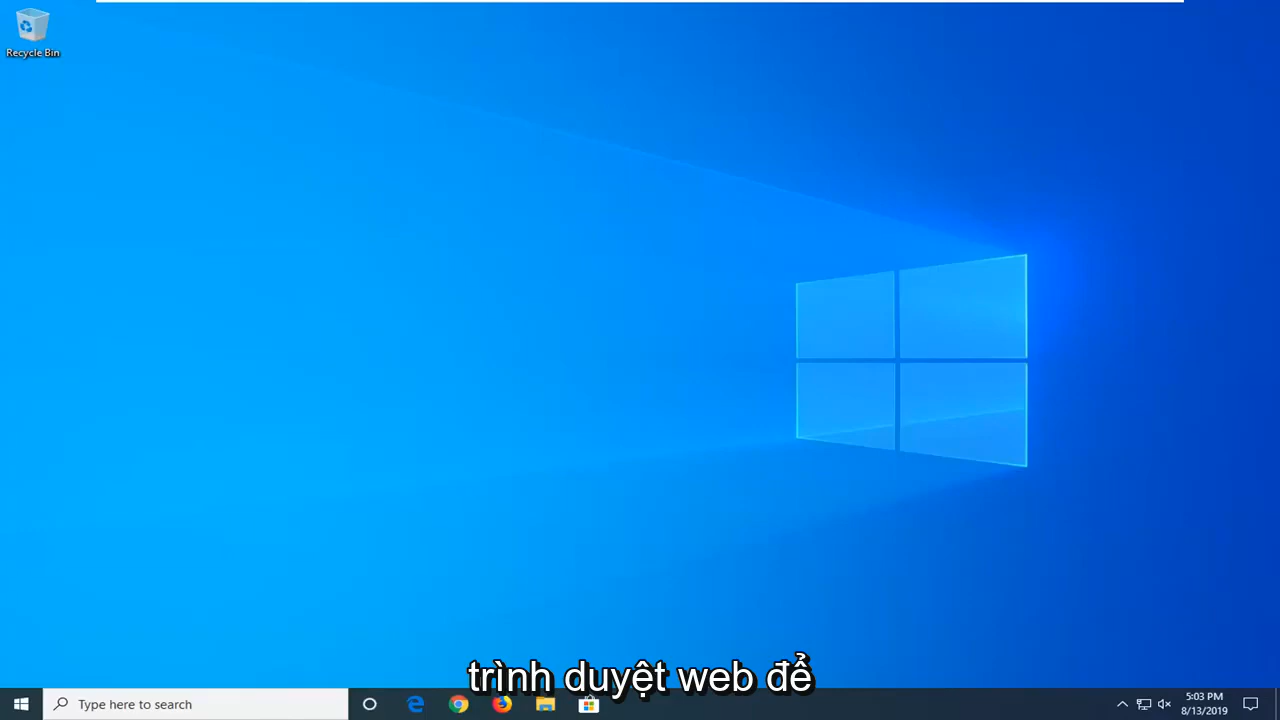 Recycle Bin
trình duyệt web để
Type here to search
5:03 PM
8/13/2019